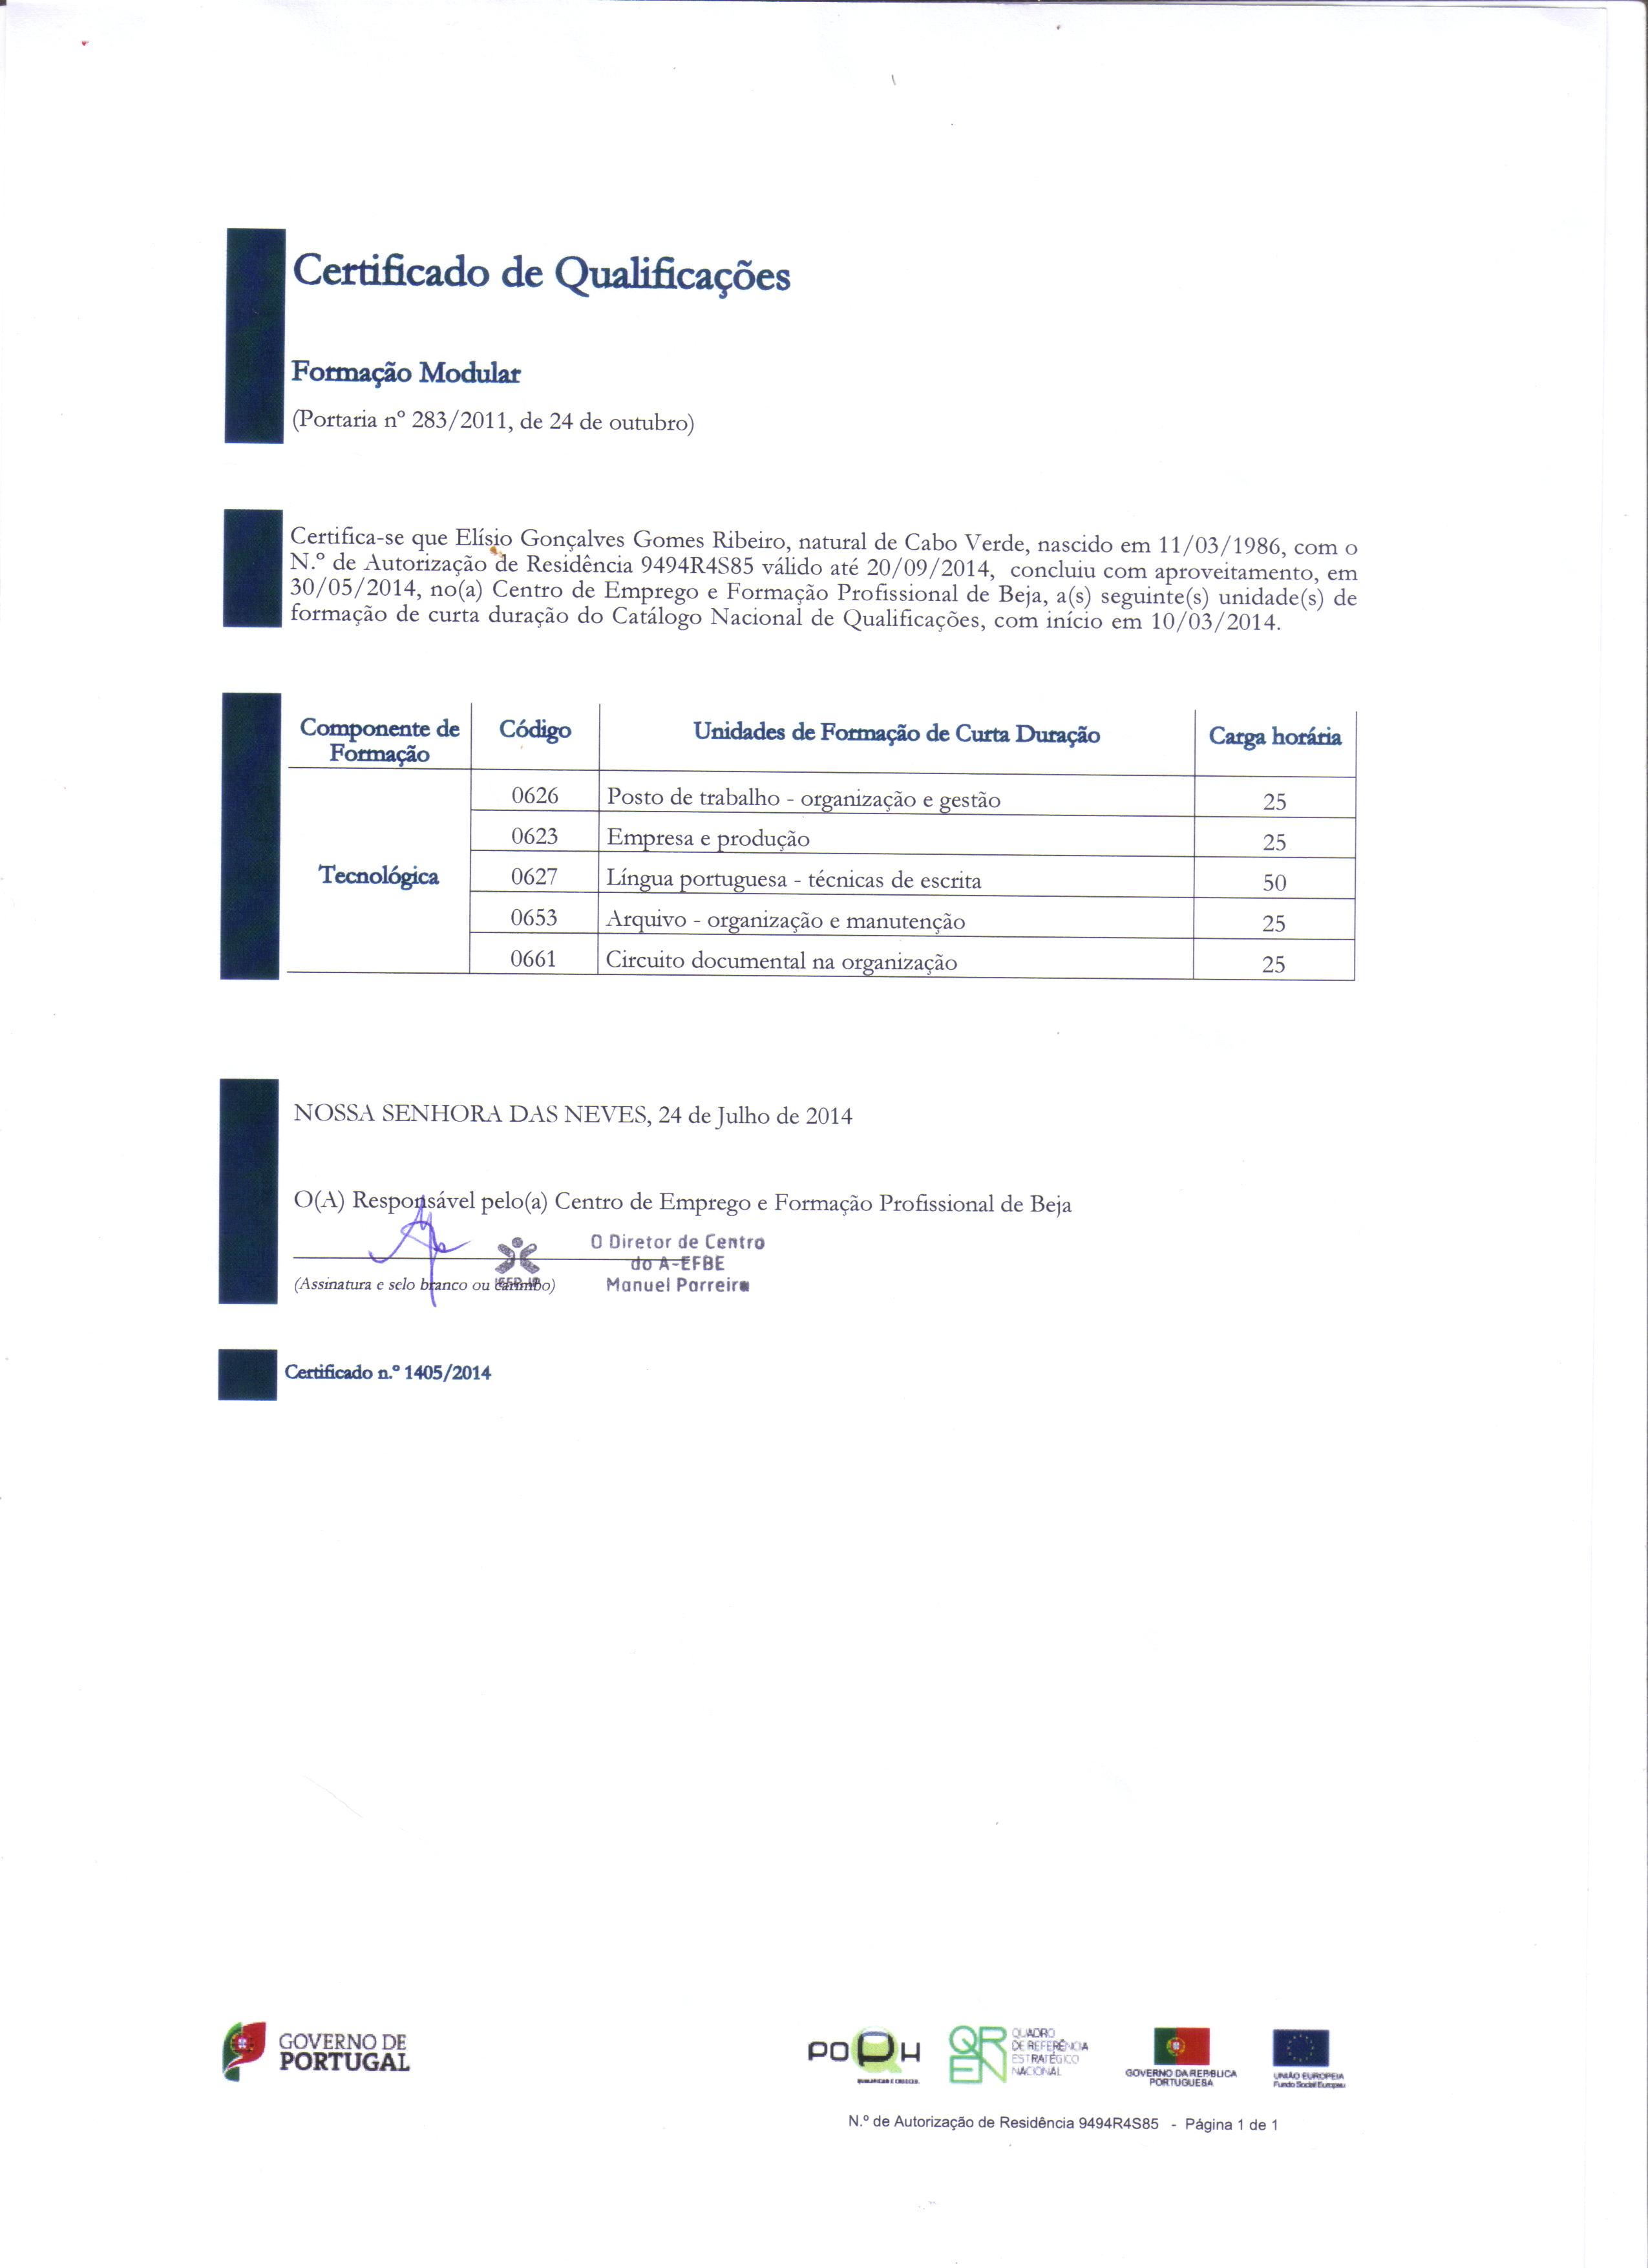 Certificado de Qualificações
Formação Modular
(Portaria nº 283/2011, de 24 de outubro)
Certifica-se que Elísio Gonçalves Gomes Ribeiro, natural de Cabo Verde, nascido em 11/03/1986, com o
N.º de Autorização de Residência 9494R4S85 válido até 20/09/2014, concluiu com aproveitamento, em
30/05/2014, no(a) Centro de Emprego e Formação Profissional de Beja, a(s) seguinte(s) unidade(s) de
formação de curta duração do Catálogo Nacional de Qualificações, com início em 10/03/2014.
Componente de Formação Código Unidades de Formação de Curta Duração Carga horária
Tecnológica
0626 Posto de trabalho - organização e gestão 25
0623 Empresa e produção 25
0627 Língua portuguesa - técnicas de escrita 50
0653 Arquivo - organização e manutenção 25
0661 Circuito documental na organização 25
NOSSA SENHORA DAS NEVES, 24 de Julho de 2014
O(A) Responsável pelo(a) Centro de Emprego e Formação Profissional de Beja
O Diretor de Centro
do A-EFBE
Manuel Parreira
(Assinatura e selo branco ou carimbo)
Certificado n.º 1405/2014
GOVERNO DE
PORTUGAL
POPH
QUALIFICAR É CRESCER.
QREN
QUADRO
DE REFERÊNCIA
ESTRATÉGICO
NACIONAL
GOVERNO DA REPÚBLICA
PORTUGUESA
UNIÃO EUROPEIA
Fundo Social Europeu
N.º de Autorização de Residência 9494R4S85 - Página 1 de 1